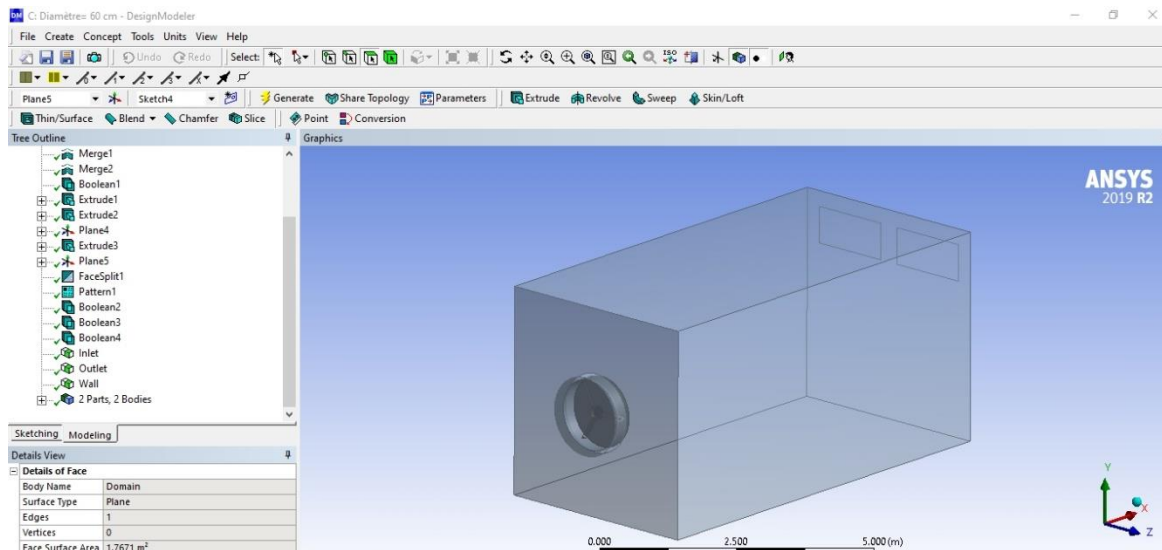 C: Diamètre= 60 cm - DesignModeler
File Create Concept Tools Units View Help
Undo Redo Select: ISO
Plane5 Sketch4 Generate Share Topology Parameters Extrude Revolve Sweep Skin/Loft
Thin/Surface Blend Chamfer Slice Point Conversion
Tree Outline
Graphics
Merge1
Merge2
Boolean1
Extrude1
Extrude2
Plane4
Extrude3
Plane5
FaceSplit1
Pattern1
Boolean2
Boolean3
Boolean4
Inlet
Outlet
Wall
2 Parts, 2 Bodies
Sketching Modeling
Details View
Details of Face
Body Name Domain
Surface Type Plane
Edges 1
Vertices 0
Face Surface Area 1.7671 m²
ANSYS
2019 R2
0.000 2.500 5.000 (m)
Y
X
Z